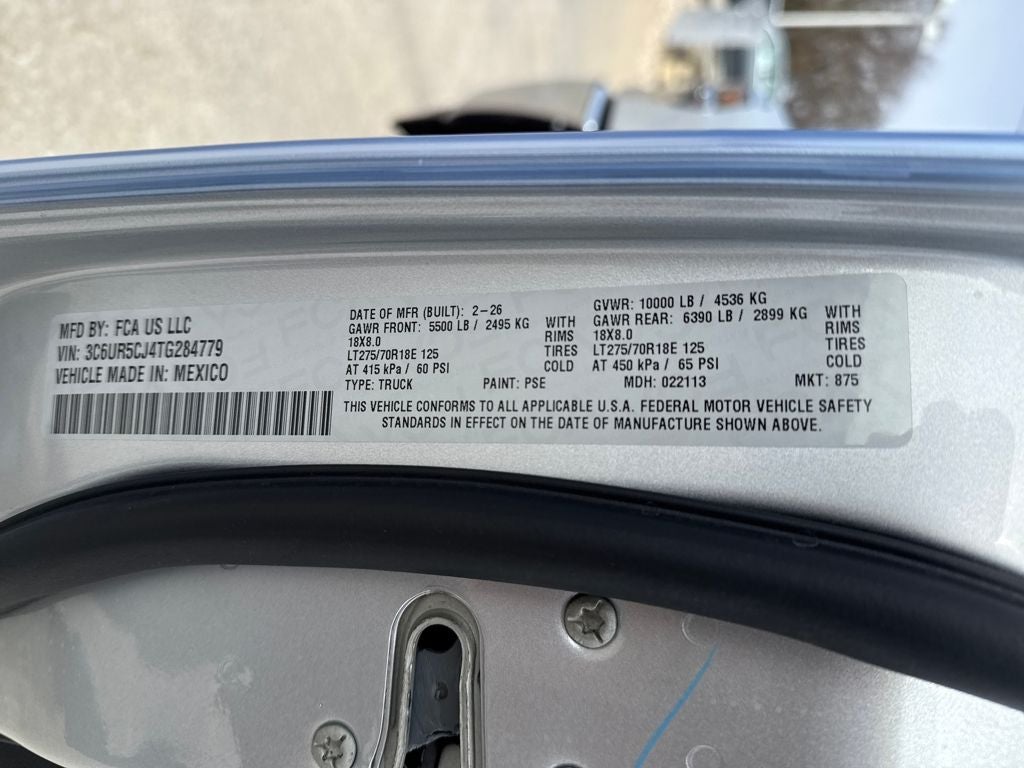 MFD BY: FCA US LLC
VIN: 3C6UR5CJ4TG284779
VEHICLE MADE IN: MEXICO
DATE OF MFR (BUILT): 2-26
GAWR FRONT: 5500 LB / 2495 KG WITH
18X8.0 RIMS
LT275/70R18E 125 TIRES
AT 415 kPa / 60 PSI COLD
GVWR: 10000 LB / 4536 KG
GAWR REAR: 6390 LB / 2899 KG WITH
18X8.0 RIMS
LT275/70R18E 125 TIRES
AT 450 kPa / 65 PSI COLD
TYPE: TRUCK PAINT: PSE MDH: 022113 MKT: 875
THIS VEHICLE CONFORMS TO ALL APPLICABLE U.S.A. FEDERAL MOTOR VEHICLE SAFETY
STANDARDS IN EFFECT ON THE DATE OF MANUFACTURE SHOWN ABOVE.